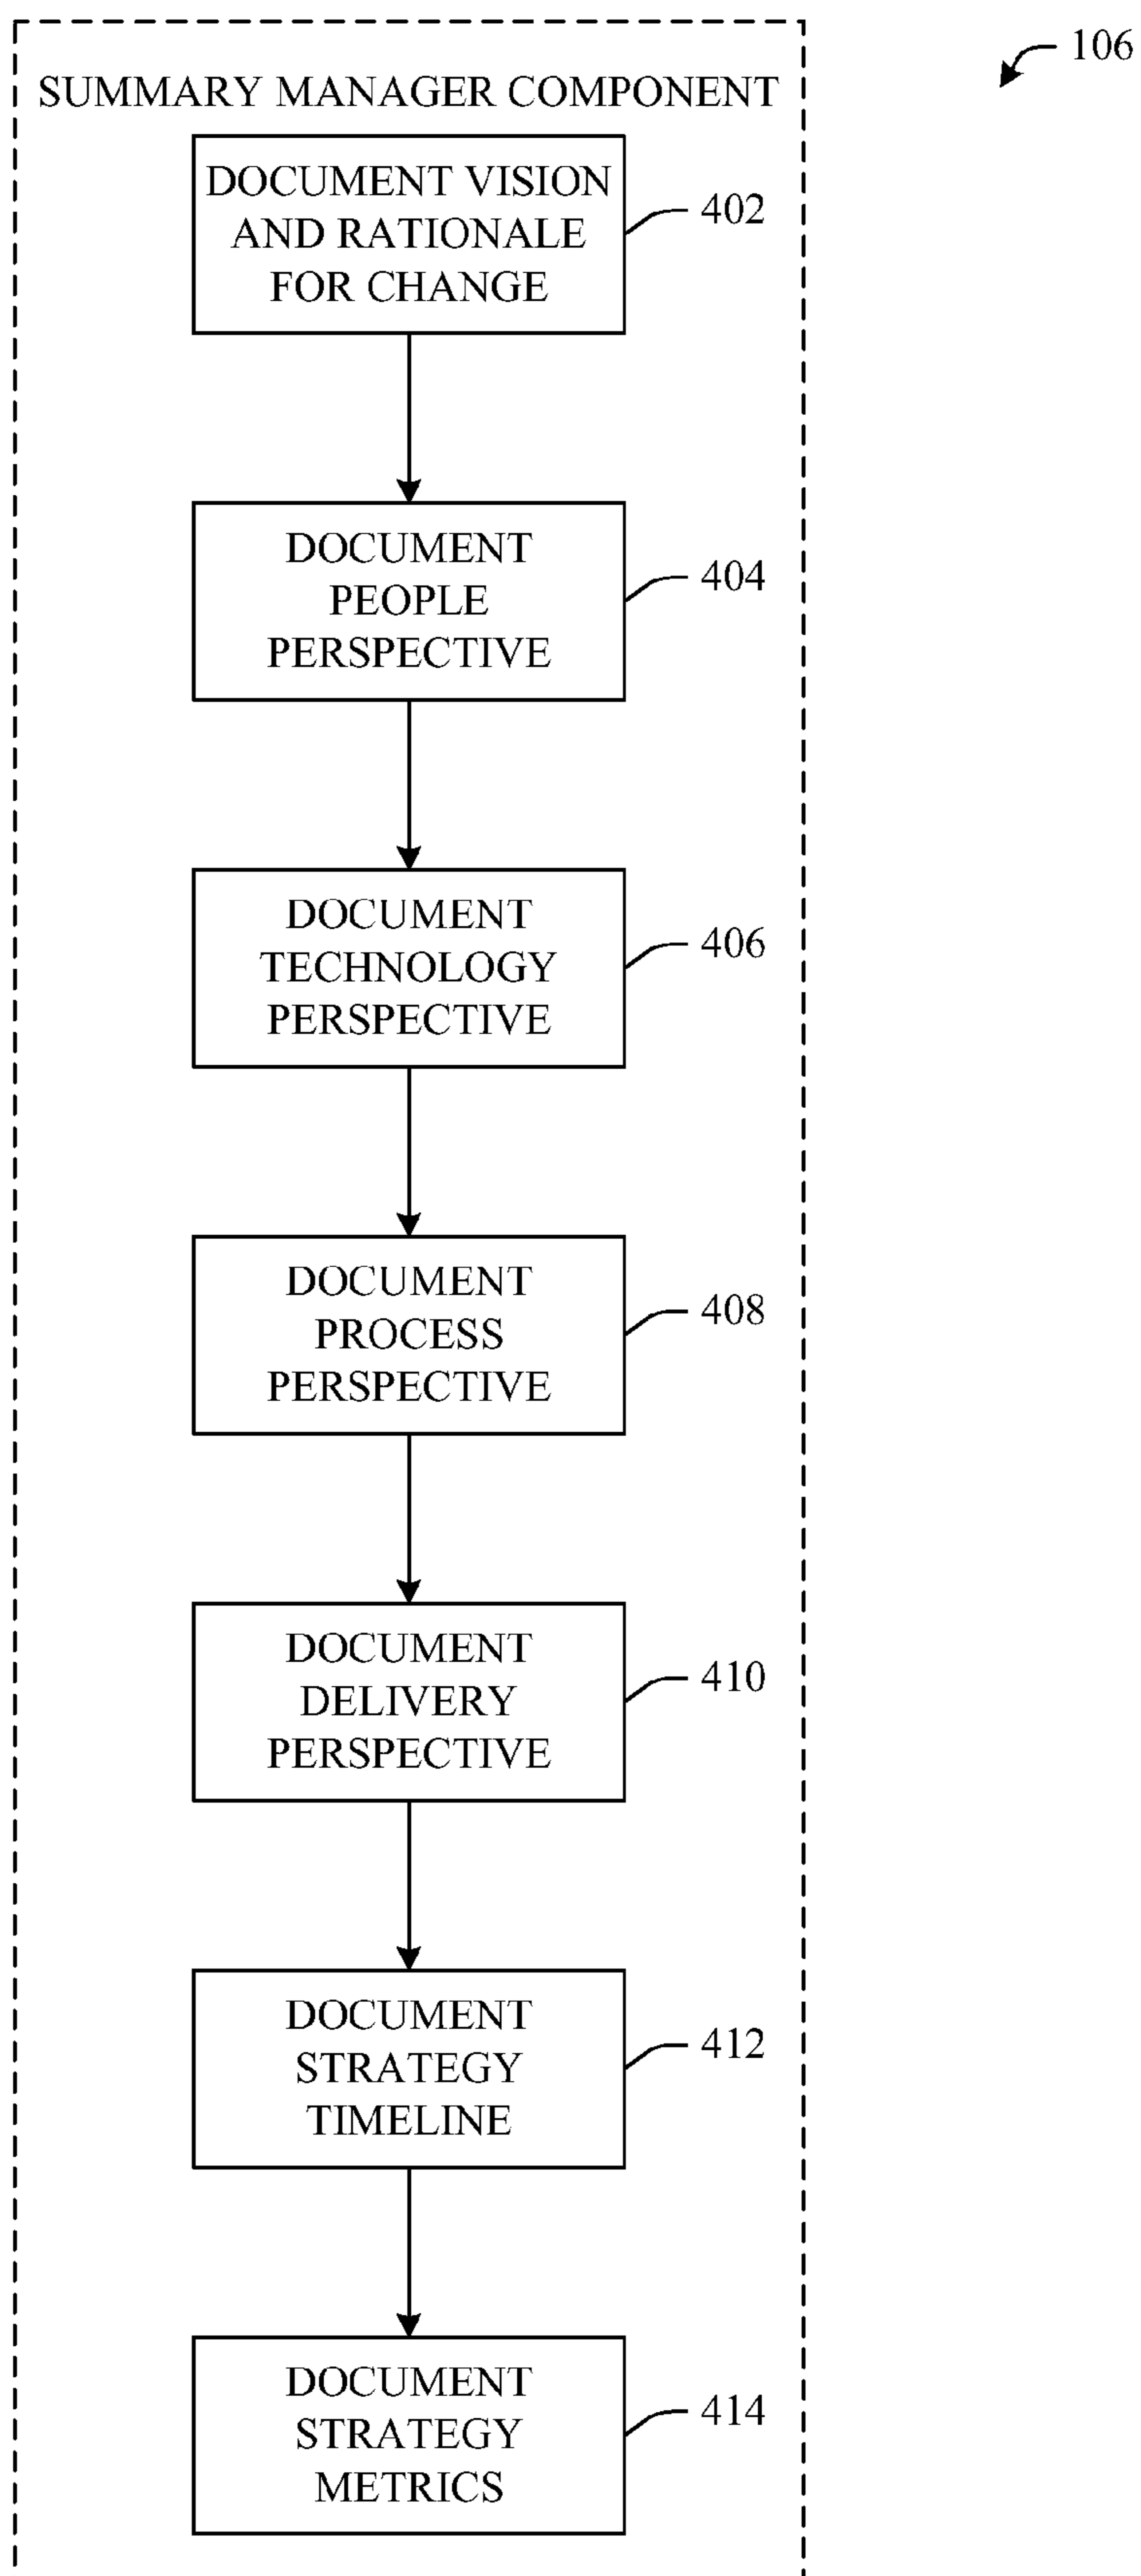 106
SUMMARY MANAGER COMPONENT
DOCUMENT VISION
AND RATIONALE
FOR CHANGE
402
DOCUMENT
PEOPLE
PERSPECTIVE
404
DOCUMENT
TECHNOLOGY
PERSPECTIVE
406
DOCUMENT
PROCESS
PERSPECTIVE
408
DOCUMENT
DELIVERY
PERSPECTIVE
410
DOCUMENT
STRATEGY
TIMELINE
412
DOCUMENT
STRATEGY
METRICS
414